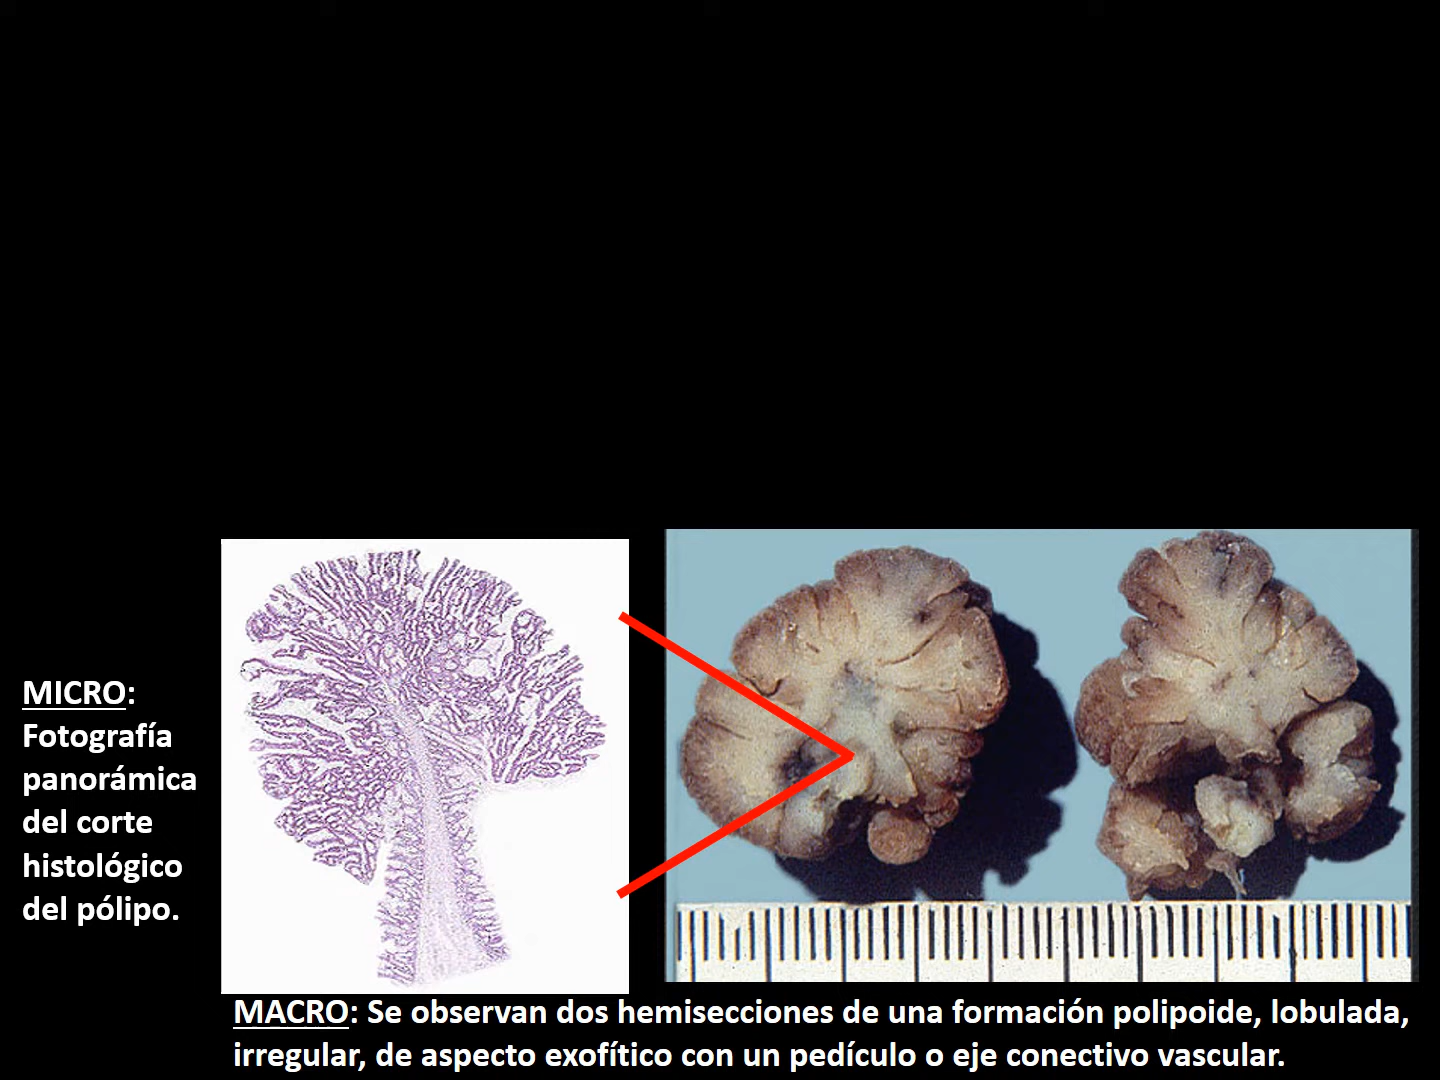 MICRO:
Fotografía
panorámica
del corte
histológico
del pólipo.
MACRO: Se observan dos hemisecciones de una formación polipoide, lobulada,
irregular, de aspecto exofítico con un pedículo o eje conectivo vascular.